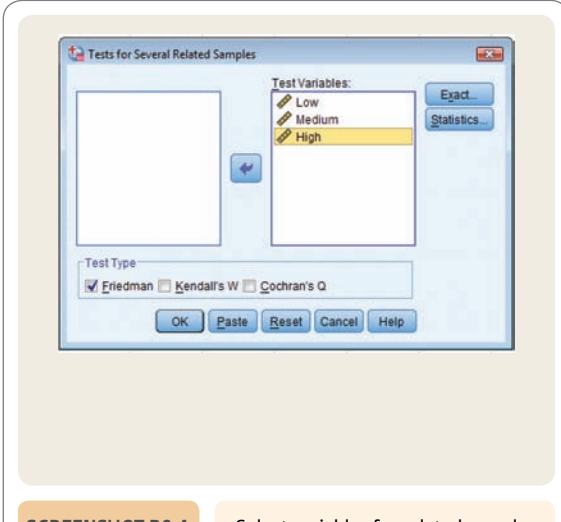 Tests for Several Related Samples
Test Variables:
Low
Medium
High
Exact...
Statistics...
Test Type
Friedman Kendall's W Cochran's Q
OK Paste Reset Cancel Help